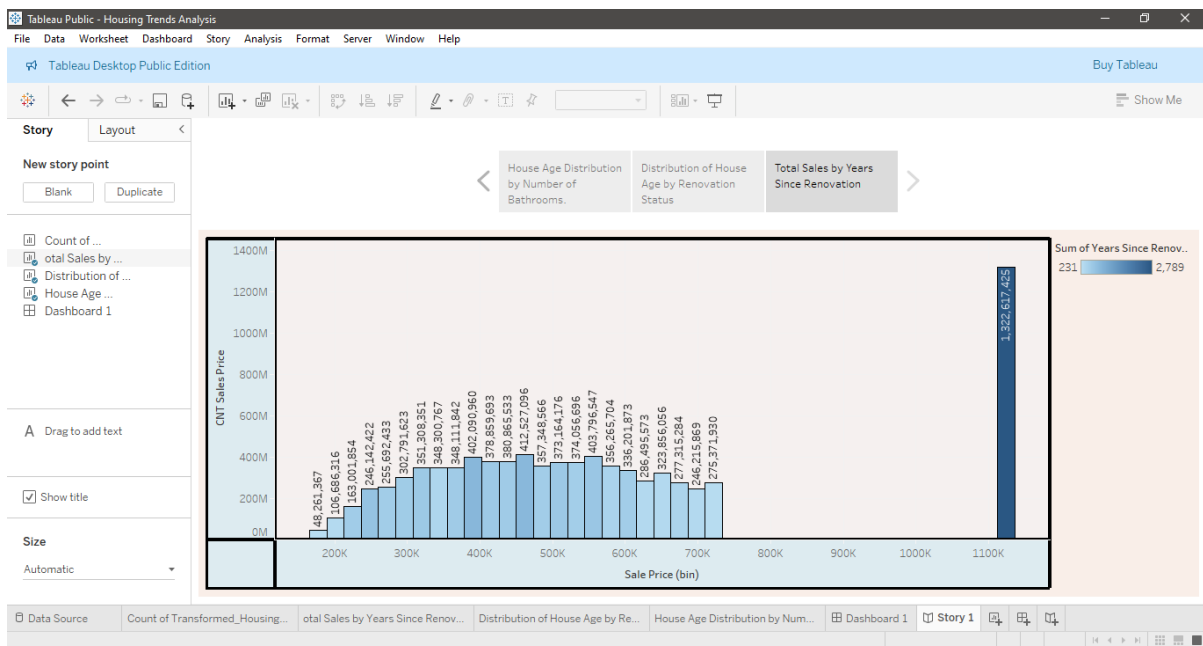 Tableau Public - Housing Trends Analysis
File Data Worksheet Dashboard Story Analysis Format Server Window Help
Tableau Desktop Public Edition
Buy Tableau
Show Me
Story
Layout
New story point
Blank
Duplicate
Count of ...
otal Sales by ...
Distribution of ...
House Age ...
Dashboard 1
A Drag to add text
Show title
Size
Automatic
House Age Distribution
by Number of
Bathrooms.
Distribution of House
Age by Renovation
Status
Total Sales by Years
Since Renovation
CNT Sales Price
1400M
1200M
1000M
800M
600M
400M
200M
0M
48,261,367
106,686,316
163,001,854
246,142,422
255,692,433
302,791,623
351,308,351
348,300,767
348,111,842
402,090,960
378,859,693
380,865,533
412,527,096
357,348,566
373,164,176
374,056,696
403,796,547
356,265,704
336,201,873
286,495,573
323,856,056
277,315,284
246,215,869
275,371,930
1,322,617,425
200K 300K 400K 500K 600K 700K 800K 900K 1000K 1100K
Sale Price (bin)
Sum of Years Since Renov..
231
2,789
Data Source
Count of Transformed_Housing...
otal Sales by Years Since Renov...
Distribution of House Age by Re...
House Age Distribution by Num...
Dashboard 1
Story 1